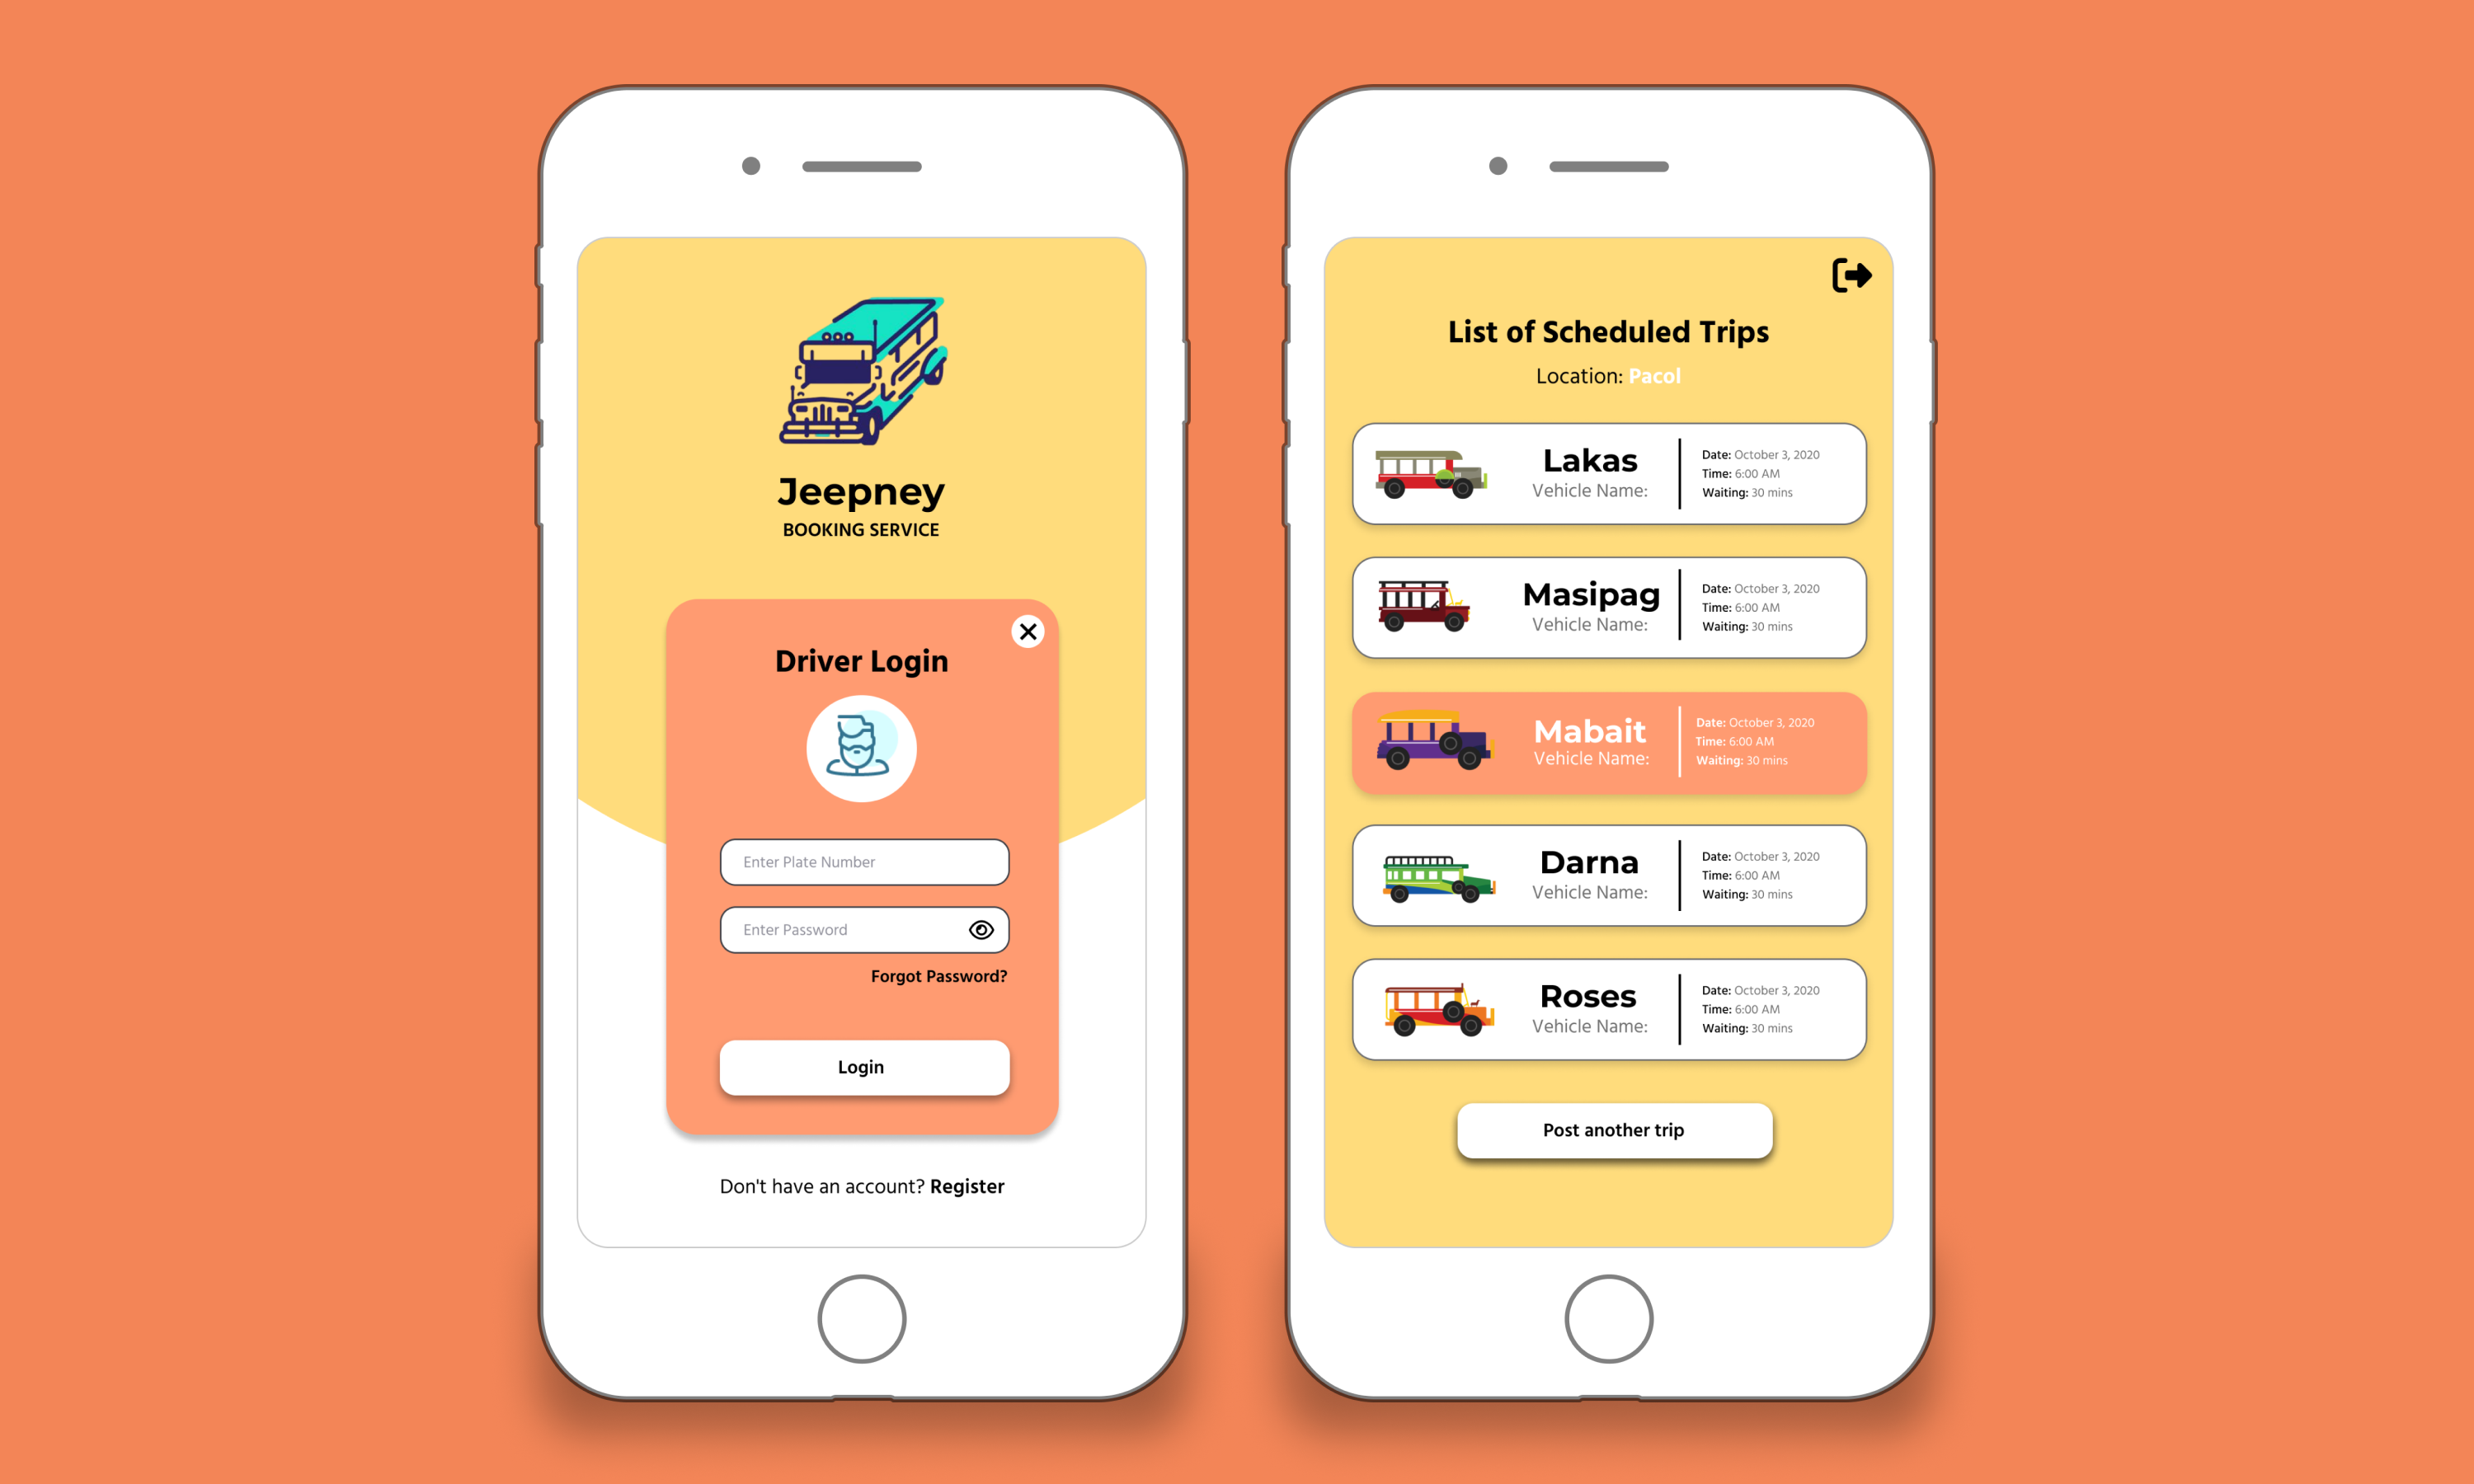 Jeepney
BOOKING SERVICE
Driver Login
Enter Plate Number
Enter Password
Forgot Password?
Login
Don't have an account? Register
List of Scheduled Trips
Location: Pacol
Lakas
Vehicle Name:
Date: October 3, 2020
Time: 6:00 AM
Waiting: 30 mins
Masipag
Vehicle Name:
Date: October 3, 2020
Time: 6:00 AM
Waiting: 30 mins
Mabait
Vehicle Name:
Date: October 3, 2020
Time: 6:00 AM
Waiting: 30 mins
Darna
Vehicle Name:
Date: October 3, 2020
Time: 6:00 AM
Waiting: 30 mins
Roses
Vehicle Name:
Date: October 3, 2020
Time: 6:00 AM
Waiting: 30 mins
Post another trip